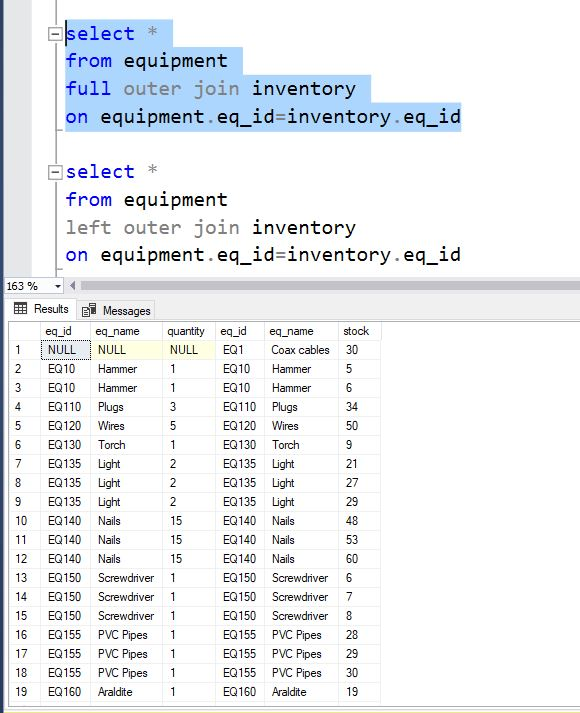 select *
from equipment
full outer join inventory
on equipment.eq_id=inventory.eq_id
select *
from equipment
left outer join inventory
on equipment.eq_id=inventory.eq_id
163 %
Results Messages
eq_id eq_name quantity eq_id eq_name stock
1 NULL NULL NULL EQ1 Coax cables 30
2 EQ10 Hammer 1 EQ10 Hammer 5
3 EQ10 Hammer 1 EQ10 Hammer 6
4 EQ110 Plugs 3 EQ110 Plugs 34
5 EQ120 Wires 5 EQ120 Wires 50
6 EQ130 Torch 1 EQ130 Torch 9
7 EQ135 Light 2 EQ135 Light 21
8 EQ135 Light 2 EQ135 Light 27
9 EQ135 Light 2 EQ135 Light 29
10 EQ140 Nails 15 EQ140 Nails 48
11 EQ140 Nails 15 EQ140 Nails 53
12 EQ140 Nails 15 EQ140 Nails 60
13 EQ150 Screwdriver 1 EQ150 Screwdriver 6
14 EQ150 Screwdriver 1 EQ150 Screwdriver 7
15 EQ150 Screwdriver 1 EQ150 Screwdriver 8
16 EQ155 PVC Pipes 1 EQ155 PVC Pipes 28
17 EQ155 PVC Pipes 1 EQ155 PVC Pipes 29
18 EQ155 PVC Pipes 1 EQ155 PVC Pipes 30
19 EQ160 Araldite 1 EQ160 Araldite 19